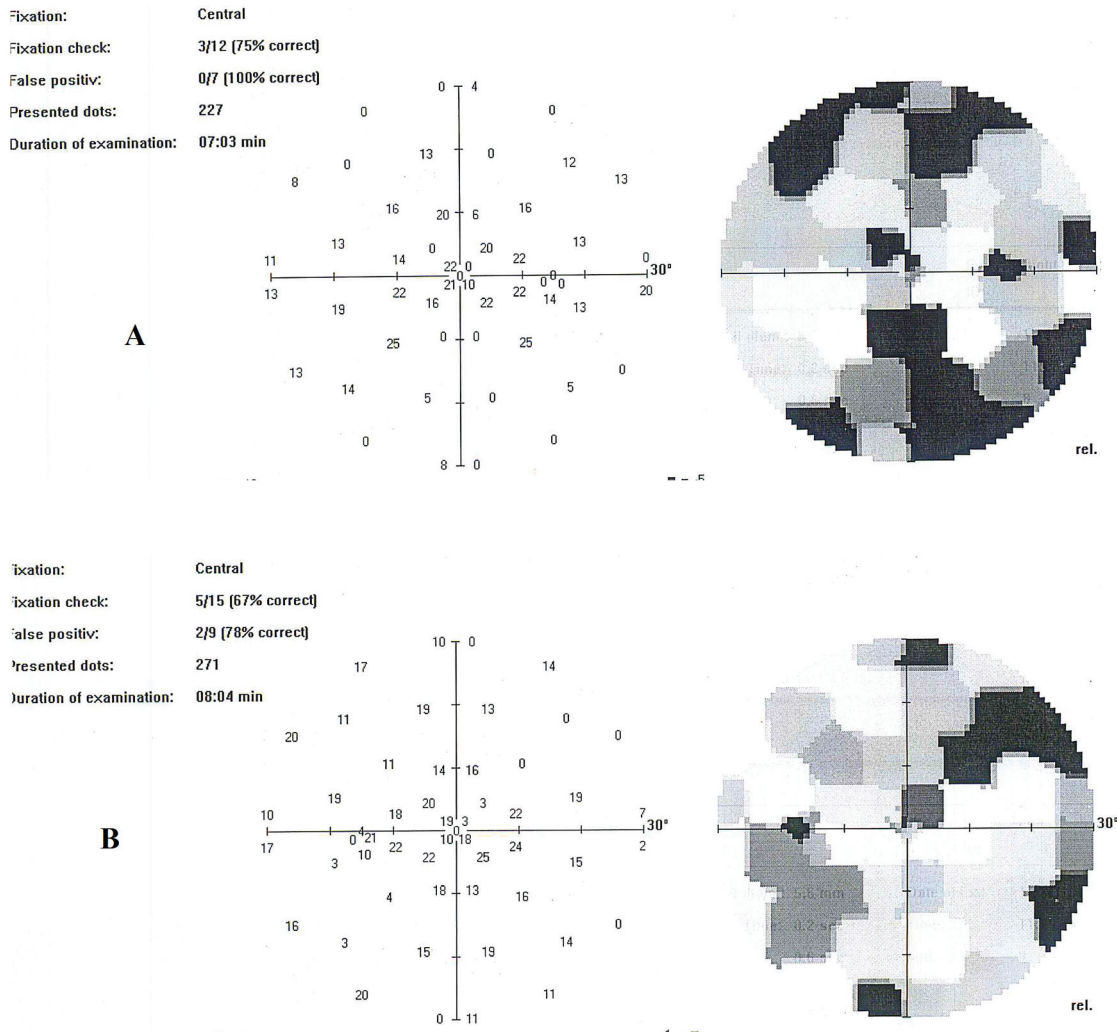 Fixation: Central
Fixation check: 3/12 (75% correct)
False positiv: 0/7 (100% correct)
Presented dots: 227
Duration of examination: 07:03 min
0 4
0 0
13 0
0 12
8 13
16 20 6 16
13 0 20 13
11 14 22 22 0
0 0 30°
13 22 21 10 22 0 0 20
19 16 22 14 13
A
25 0 0 25
13 0
14 5
5 0
0 0
8 0
rel.
= -5
ixation: Central
ixation check: 5/15 (67% correct)
alse positiv: 2/9 (78% correct)
Presented dots: 271
Duration of examination: 08:04 min
10 0
17 14
19 13
11 0
20 0
11 14 16 0
19 20 3 19
10 18 19 3 22 7
4 0 30° 30°
17 0 21 22 10 18 24 2
3 10 22 25 15
B
4 18 13 16
5.6 mm
16 0
0.2 s
3 15 19 14
20 11
0 11
rel.